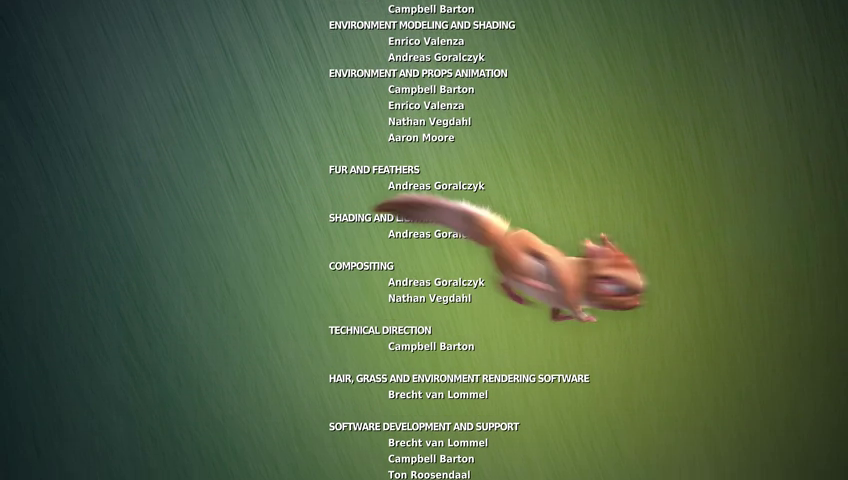 Campbell Barton
ENVIRONMENT MODELING AND SHADING
Enrico Valenza
Andreas Goralczyk
ENVIRONMENT AND PROPS ANIMATION
Campbell Barton
Enrico Valenza
Nathan Vegdahl
Aaron Moore
FUR AND FEATHERS
Andreas Goralczyk
SHADING AND
Andreas
COMPOSITING
Andreas Goralczyk
Nathan Vegdahl
TECHNICAL DIRECTION
Campbell Barton
HAIR, GRASS AND ENVIRONMENT RENDERING SOFTWARE
Brecht van Lommel
SOFTWARE DEVELOPMENT AND SUPPORT
Brecht van Lommel
Campbell Barton
Ton Roosendaal